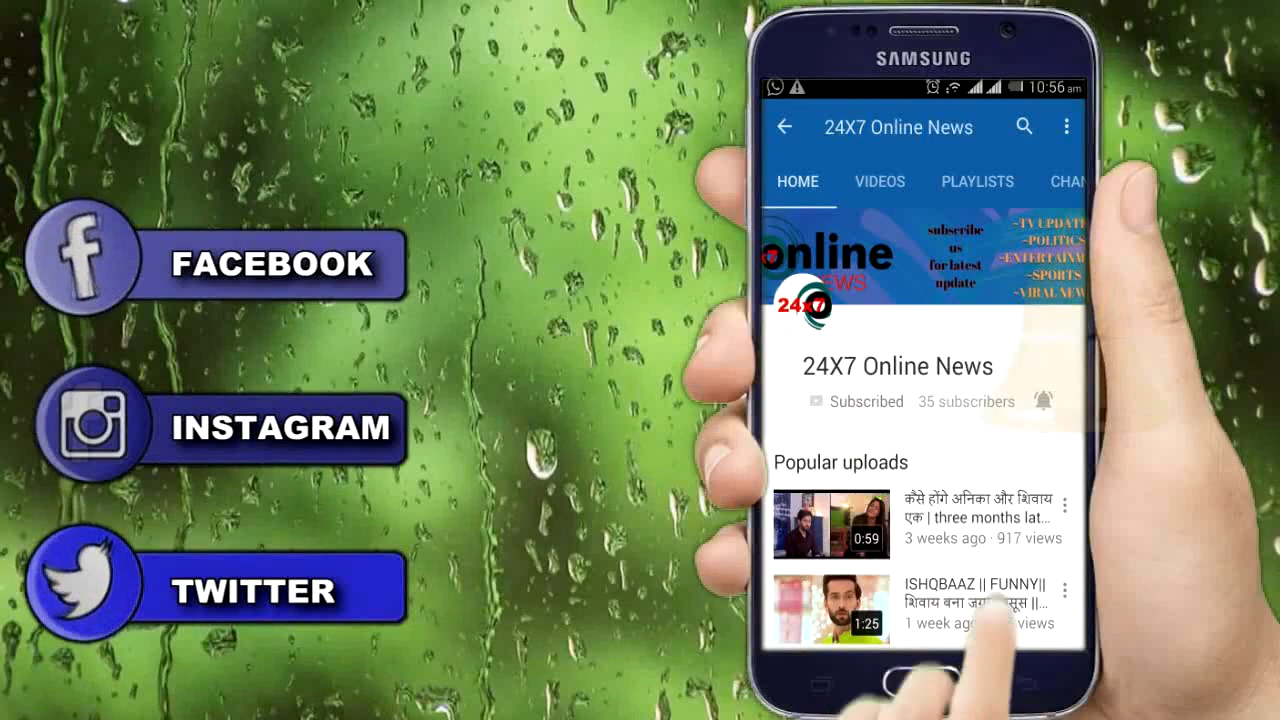 FACEBOOK
INSTAGRAM
TWITTER
SAMSUNG
10:56 am
24X7 Online News
HOME VIDEOS PLAYLISTS CHAN
online
subscribe
us
for latest
update
~TV UPDATE
~POLITICS
~ENTERTAINM
~SPORTS
~VIRAL NEW
24x7
24X7 Online News
Subscribed 35 subscribers
Popular uploads
कैसे होंगे अनिका और शिवाय
एक | three months lat...
3 weeks ago · 917 views
0:59
ISHQBAAZ || FUNNY||
शिवाय बना ||...
1 week views
1:25